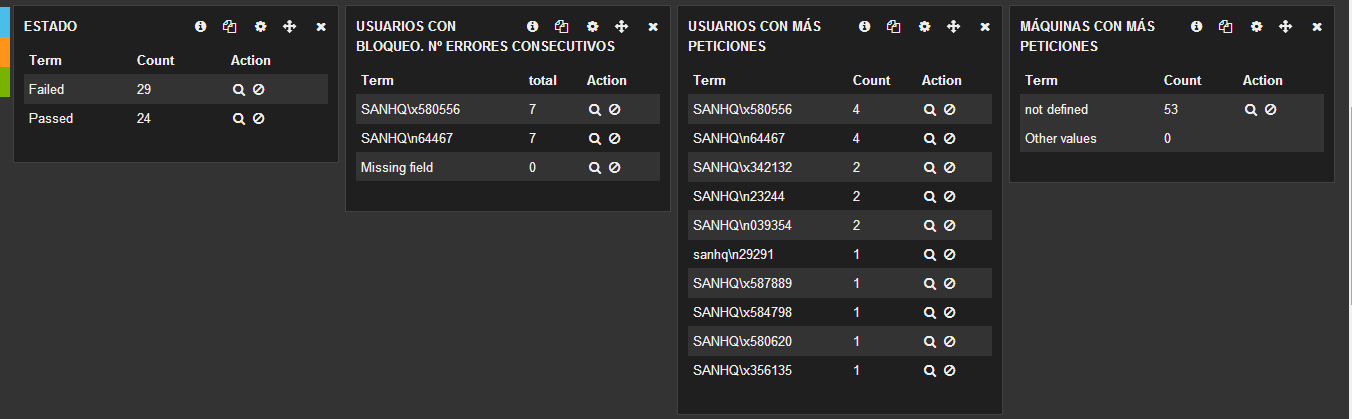 ESTADO
Term Count Action
Failed 29
Passed 24
USUARIOS CON
BLOQUEO. Nº ERRORES CONSECUTIVOS
Term total Action
SANHQ\x580556 7
SANHQ\n64467 7
Missing field 0
USUARIOS CON MÁS
PETICIONES
Term Count Action
SANHQ\x580556 4
SANHQ\n64467 4
SANHQ\x342132 2
SANHQ\n23244 2
SANHQ\n039354 2
sanhq\n29291 1
SANHQ\x587889 1
SANHQ\x584798 1
SANHQ\x580620 1
SANHQ\x356135 1
MÁQUINAS CON MÁS
PETICIONES
Term Count Action
not defined 53
Other values 0